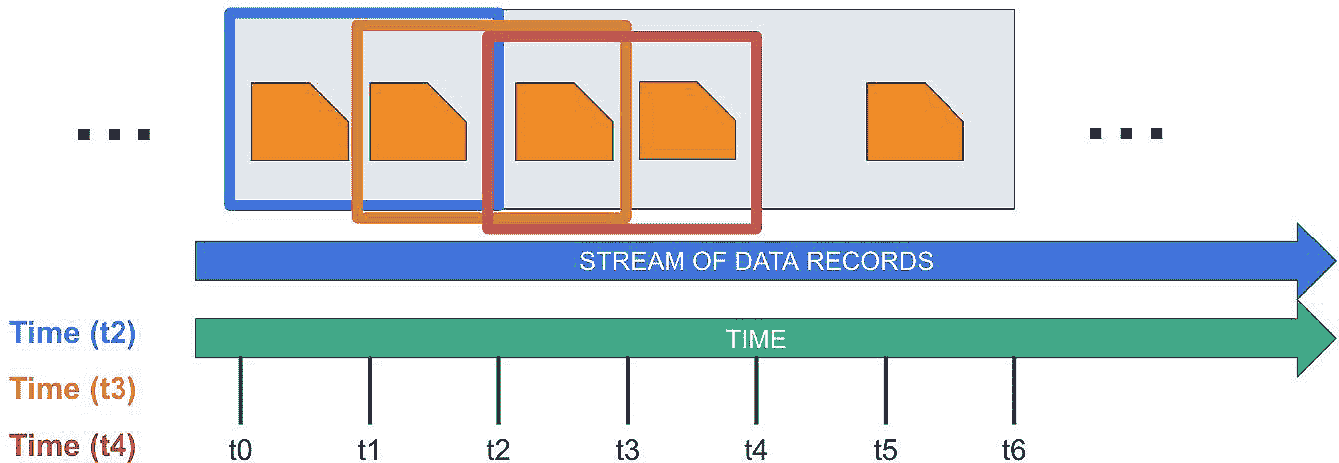 STREAM OF DATA RECORDS
TIME
Time (t2)
Time (t3)
Time (t4)
t0 t1 t2 t3 t4 t5 t6